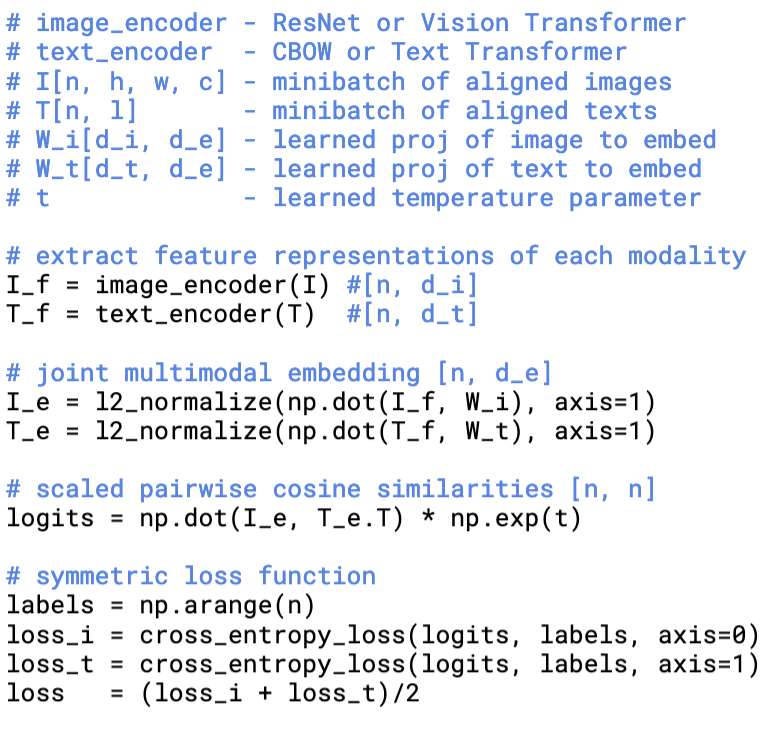 # image_encoder - ResNet or Vision Transformer
# text_encoder  - CBOW or Text Transformer
# I[n, h, w, c] - minibatch of aligned images
# T[n, l]       - minibatch of aligned texts
# W_i[d_i, d_e] - learned proj of image to embed
# W_t[d_t, d_e] - learned proj of text to embed
# t             - learned temperature parameter
# extract feature representations of each modality
I_f = image_encoder(I) #[n, d_i]
T_f = text_encoder(T)  #[n, d_t]
# joint multimodal embedding [n, d_e]
I_e = l2_normalize(np.dot(I_f, W_i), axis=1)
T_e = l2_normalize(np.dot(T_f, W_t), axis=1)
# scaled pairwise cosine similarities [n, n]
logits = np.dot(I_e, T_e.T) * np.exp(t)
# symmetric loss function
labels = np.arange(n)
loss_i = cross_entropy_loss(logits, labels, axis=0)
loss_t = cross_entropy_loss(logits, labels, axis=1)
loss   = (loss_i + loss_t)/2